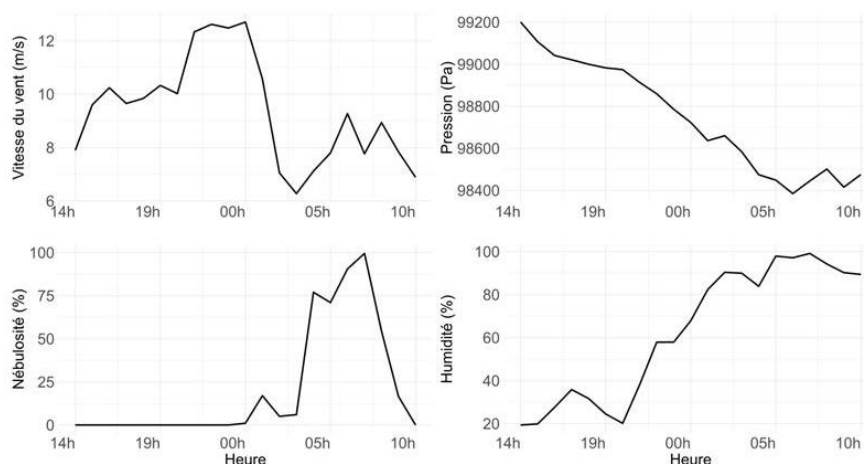 Vitesse du vent (m/s)
12
10
8
6
14h 19h 00h 05h 10h
Pression (Pa)
99200
99000
98800
98600
98400
14h 19h 00h 05h 10h
Nébulosité (%)
100
75
50
25
0
14h 19h 00h 05h 10h
Heure
Humidité (%)
100
80
60
40
20
14h 19h 00h 05h 10h
Heure